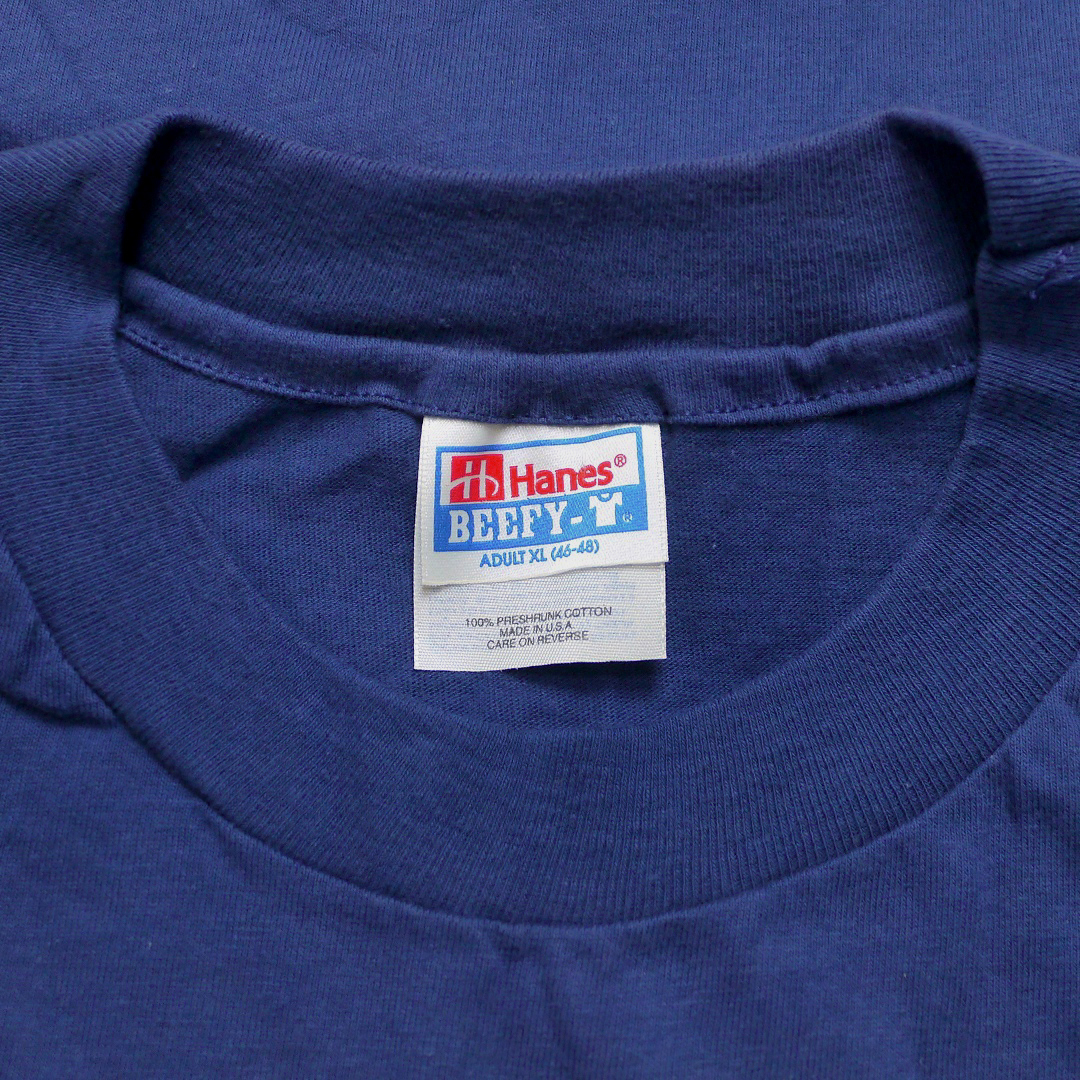 Hanes®
BEEFY-T®
ADULT XL (46-48)
100% PRESHRUNK COTTON
MADE IN U.S.A
CARE ON REVERSE